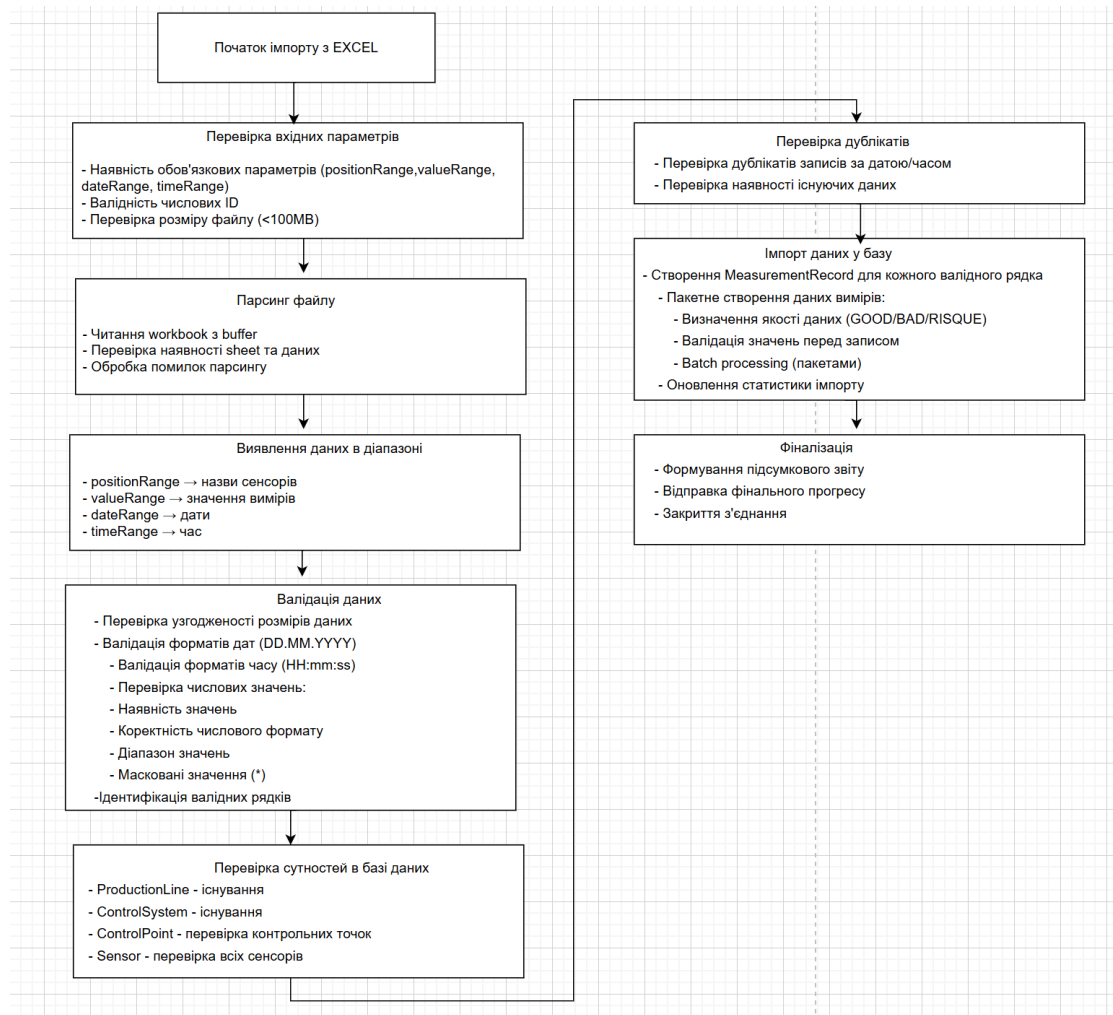 Початок імпорту з EXCEL
Перевірка вхідних параметрів
- Наявність обов'язкових параметрів (positionRange,valueRange,
dateRange, timeRange)
- Валідність числових ID
- Перевірка розміру файлу (<100MB)
Парсинг файлу
- Читання workbook з buffer
- Перевірка наявності sheet та даних
- Обробка помилок парсингу
Виявлення даних в діапазоні
- positionRange → назви сенсорів
- valueRange → значення вимірів
- dateRange → дати
- timeRange → час
Валідація даних
- Перевірка узгодженості розмірів даних
- Валідація форматів дат (DD.MM.YYYY)
- Валідація форматів часу (HH:mm:ss)
- Перевірка числових значень:
- Наявність значень
- Коректність числового формату
- Діапазон значень
- Масковані значення (*)
-Ідентифікація валідних рядків
Перевірка сутностей в базі даних
- ProductionLine - існування
- ControlSystem - існування
- ControlPoint - перевірка контрольних точок
- Sensor - перевірка всіх сенсорів
Перевірка дублікатів
- Перевірка дублікатів записів за датою/часом
- Перевірка наявності існуючих даних
Імпорт даних у базу
- Створення MeasurementRecord для кожного валідного рядка
- Пакетне створення даних вимірів:
- Визначення якості даних (GOOD/BAD/RISQUE)
- Валідація значень перед записом
- Batch processing (пакетами)
- Оновлення статистики імпорту
Фіналізація
- Формування підсумкового звіту
- Відправка фінального прогресу
- Закриття з'єднання